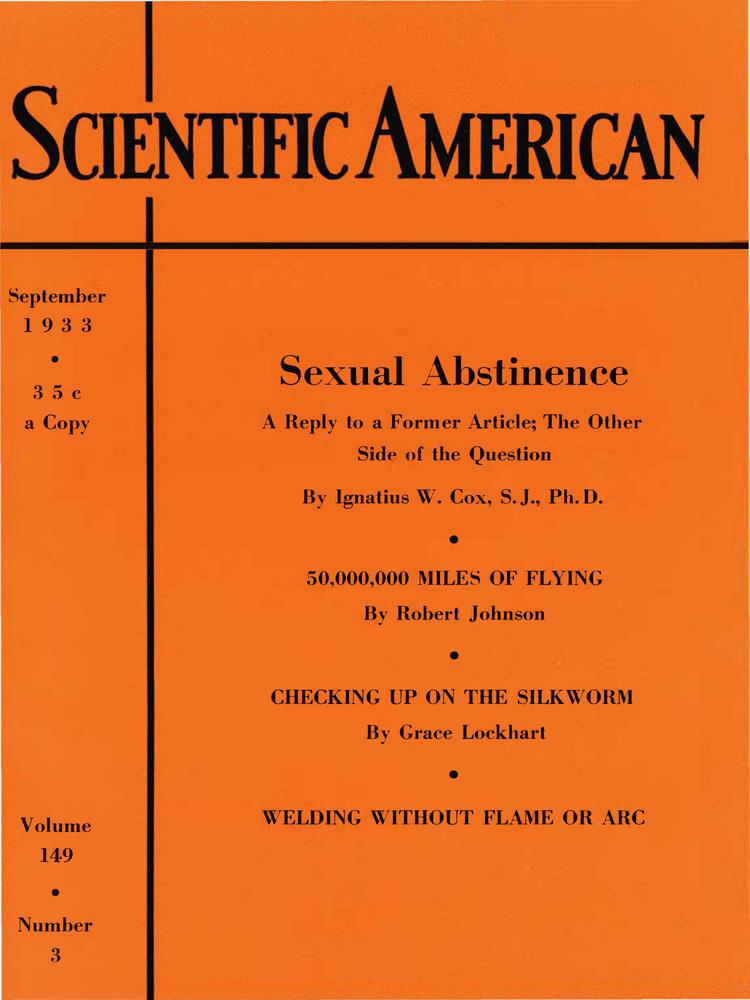 SCIENTIFIC AMERICAN
September
1933
•
35c
a Copy
Sexual Abstinence
A Reply to a Former Article; The Other
Side of the Question
By Ignatius W. Cox, S.J., Ph.D.
•
50,000,000 MILES OF FLYING
By Robert Johnson
•
CHECKING UP ON THE SILKWORM
By Grace Lockhart
•
WELDING WITHOUT FLAME OR ARC
Volume
149
•
Number
3